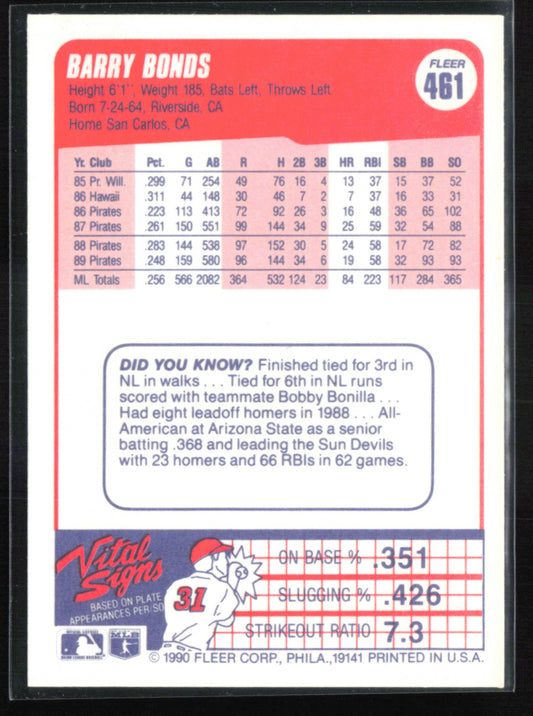 BARRY BONDS
FLEER
461
Height 6'1'', Weight 185, Bats Left, Throws Left
Born 7-24-64, Riverside, CA
Home San Carlos, CA
Yr. Club Pct. G AB R H 2B 3B HR RBI SB BB SO
85 Pr. Will. .299 71 254 49 76 16 4 13 37 15 37 52
86 Hawaii .311 44 148 30 46 7 2 7 37 16 33 31
86 Pirates .223 113 413 72 92 26 3 16 48 36 65 102
87 Pirates .261 150 551 99 144 34 9 25 59 32 54 88
88 Pirates .283 144 538 97 152 30 5 24 58 17 72 82
89 Pirates .248 159 580 96 144 34 6 19 58 32 93 93
ML Totals .256 566 2082 364 532 124 23 84 223 117 284 365
DID YOU KNOW? Finished tied for 3rd in
NL in walks . . . Tied for 6th in NL runs
scored with teammate Bobby Bonilla . . .
Had eight leadoff homers in 1988 . . . All-
American at Arizona State as a senior
batting .368 and leading the Sun Devils
with 23 homers and 66 RBIs in 62 games.
Vital
Signs
BASED ON PLATE
APPEARANCES PER/SO
31
ON BASE % .351
SLUGGING % .426
STRIKEOUT RATIO 7.3
© 1990 FLEER CORP., PHILA., 19141 PRINTED IN U.S.A.